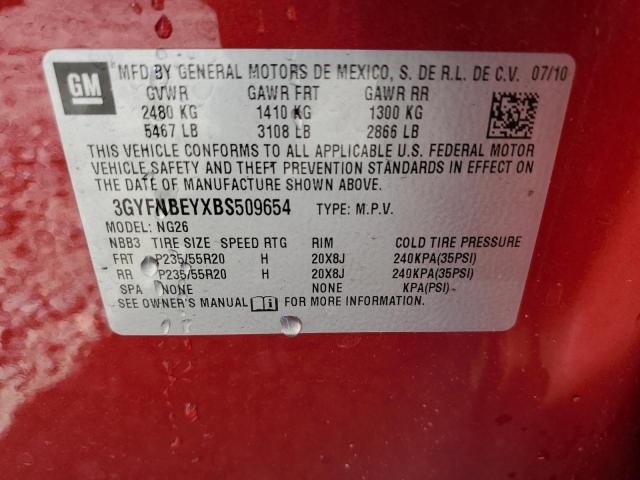 GM
MFD BY GENERAL MOTORS DE MEXICO, S. DE R.L. DE C.V. 07/10
GVWR GAWR FRT GAWR RR
2480 KG 1410 KG 1300 KG
5467 LB 3108 LB 2866 LB
THIS VEHICLE CONFORMS TO ALL APPLICABLE U.S. FEDERAL MOTOR
VEHICLE SAFETY AND THEFT PREVENTION STANDARDS IN EFFECT ON
THE DATE OF MANUFACTURE SHOWN ABOVE.
3GYFNBEYXBS509654 TYPE: M.P.V.
MODEL: NG26
NBB3 TIRE SIZE SPEED RTG RIM COLD TIRE PRESSURE
FRT P235/55R20 H 20X8J 240KPA(35PSI)
RR P235/55R20 H 20X8J 240KPA(35PSI)
SPA NONE NONE KPA(PSI)
SEE OWNER'S MANUAL FOR MORE INFORMATION.